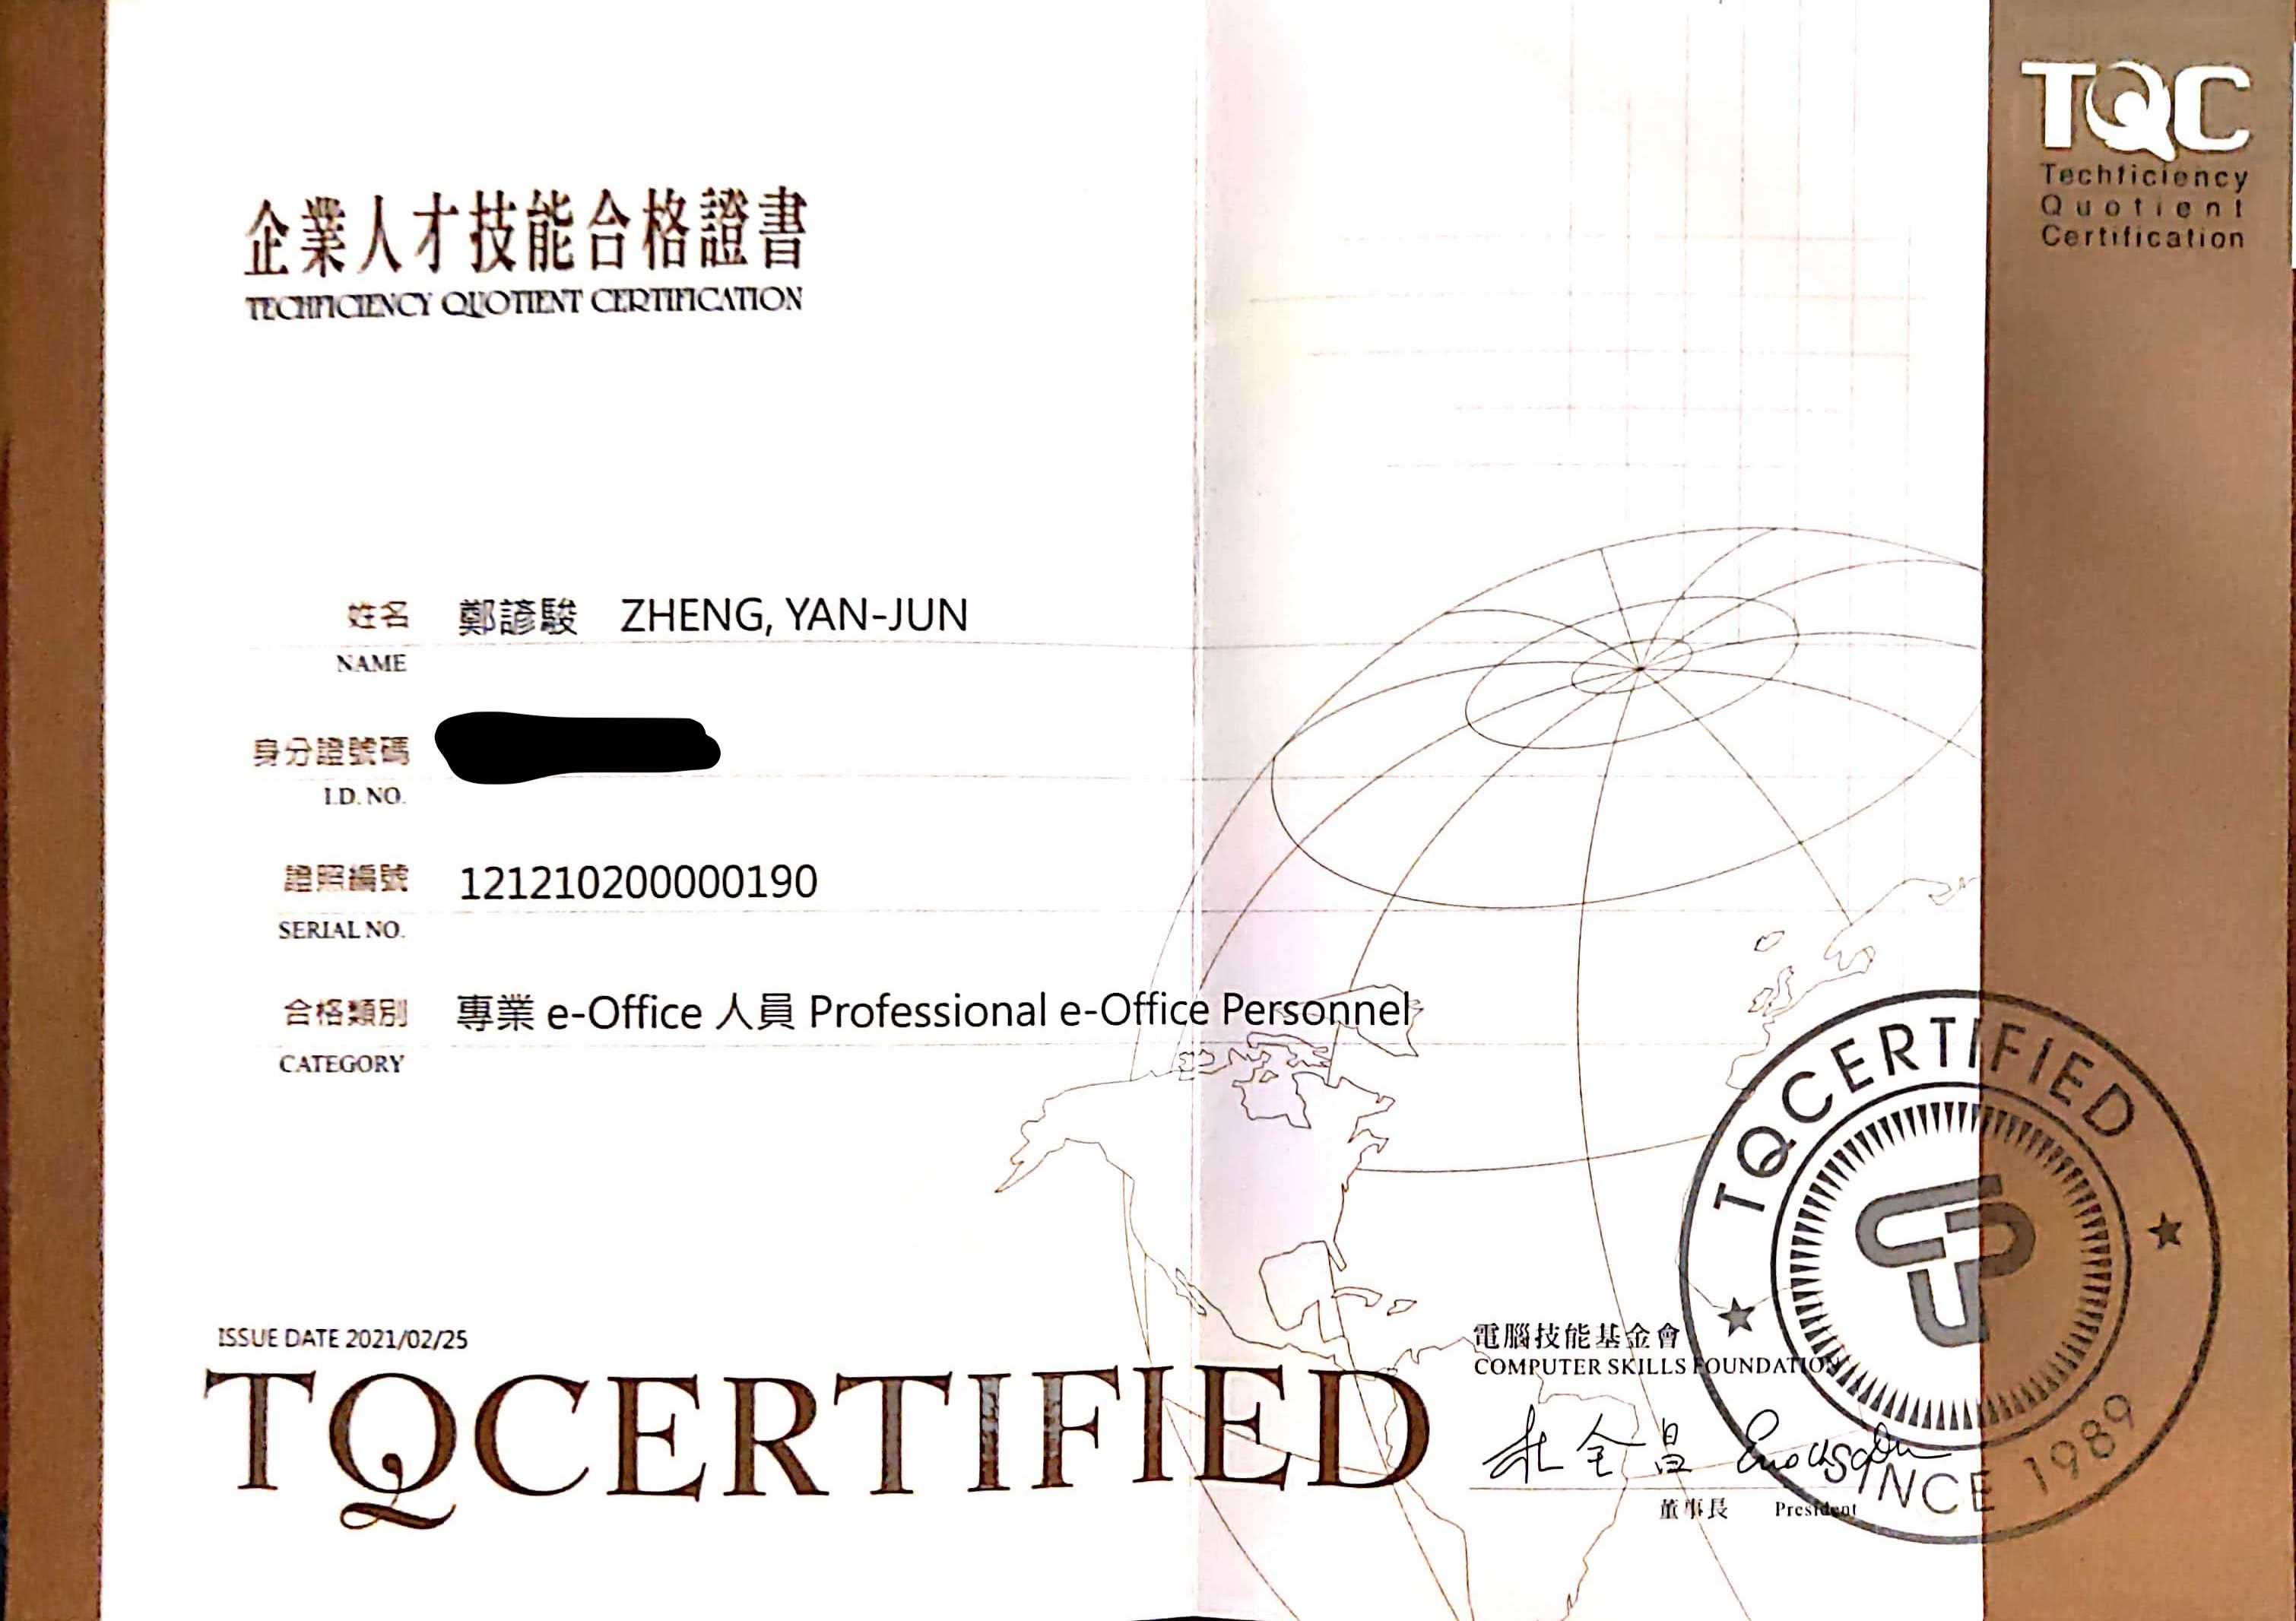 TQC
Techficiency
Quotient
Certification
企業人才技能合格證書
TECHFICIENCY QUOTIENT CERTIFICATION
姓名 鄭諺駿 ZHENG, YAN-JUN
NAME
身分證號碼
I.D. NO.
證照編號 121210200000190
SERIAL NO.
合格類別 專業 e-Office 人員 Professional e-Office Personnel
CATEGORY
ISSUE DATE 2021/02/25
TQCERTIFIED
電腦技能基金會
COMPUTER SKILLS FOUNDATION
杜全昌
董事長 President
TQCERTIFIED
SINCE 1989